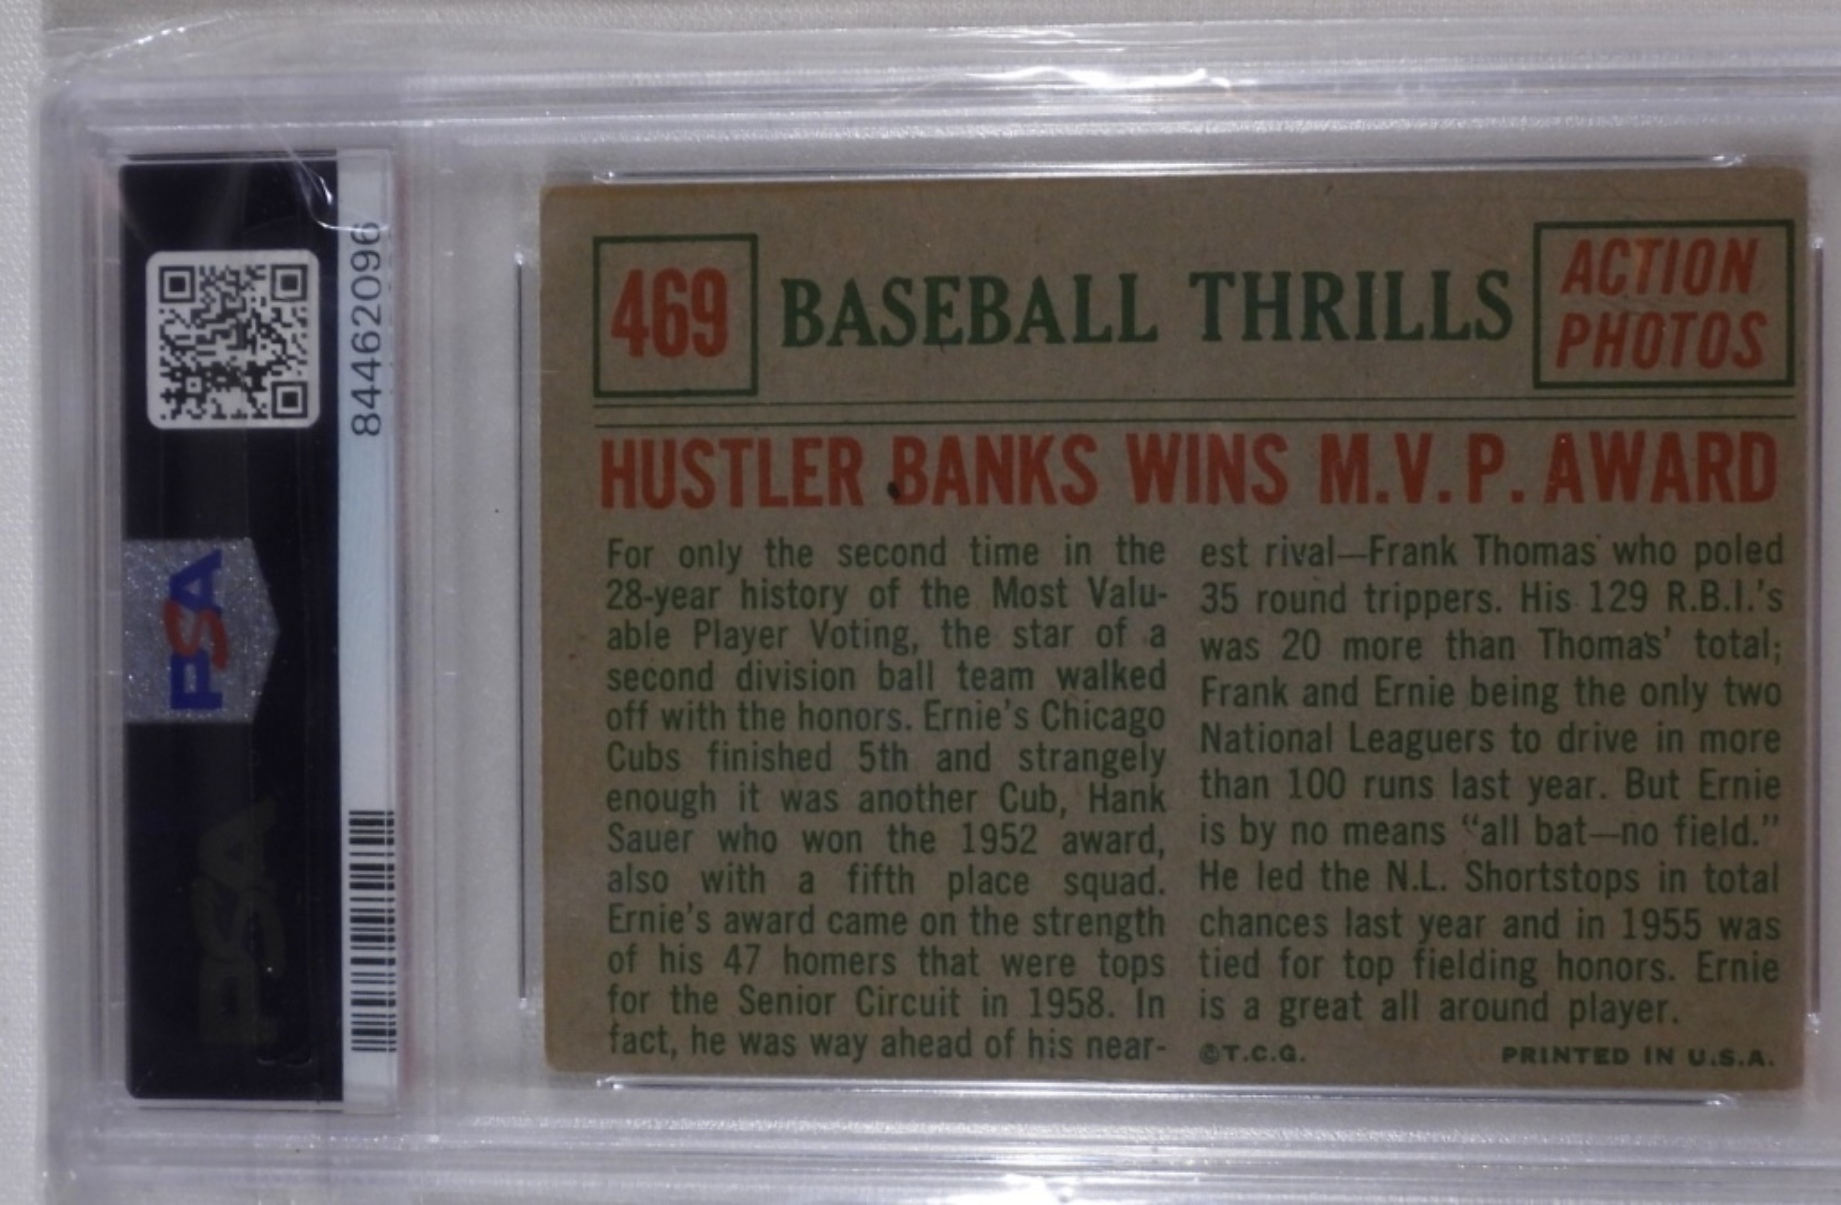 84462096
PSA
PSA
469
BASEBALL THRILLS
ACTION
PHOTOS
HUSTLER BANKS WINS M.V.P. AWARD
For only the second time in the
28-year history of the Most Valu-
able Player Voting, the star of a
second division ball team walked
off with the honors. Ernie's Chicago
Cubs finished 5th and strangely
enough it was another Cub, Hank
Sauer who won the 1952 award,
also with a fifth place squad.
Ernie's award came on the strength
of his 47 homers that were tops
for the Senior Circuit in 1958. In
fact, he was way ahead of his near-
est rival—Frank Thomas who poled
35 round trippers. His 129 R.B.I.'s
was 20 more than Thomas' total;
Frank and Ernie being the only two
National Leaguers to drive in more
than 100 runs last year. But Ernie
is by no means "all bat—no field."
He led the N.L. Shortstops in total
chances last year and in 1955 was
tied for top fielding honors. Ernie
is a great all around player.
©T.C.G.
PRINTED IN U.S.A.